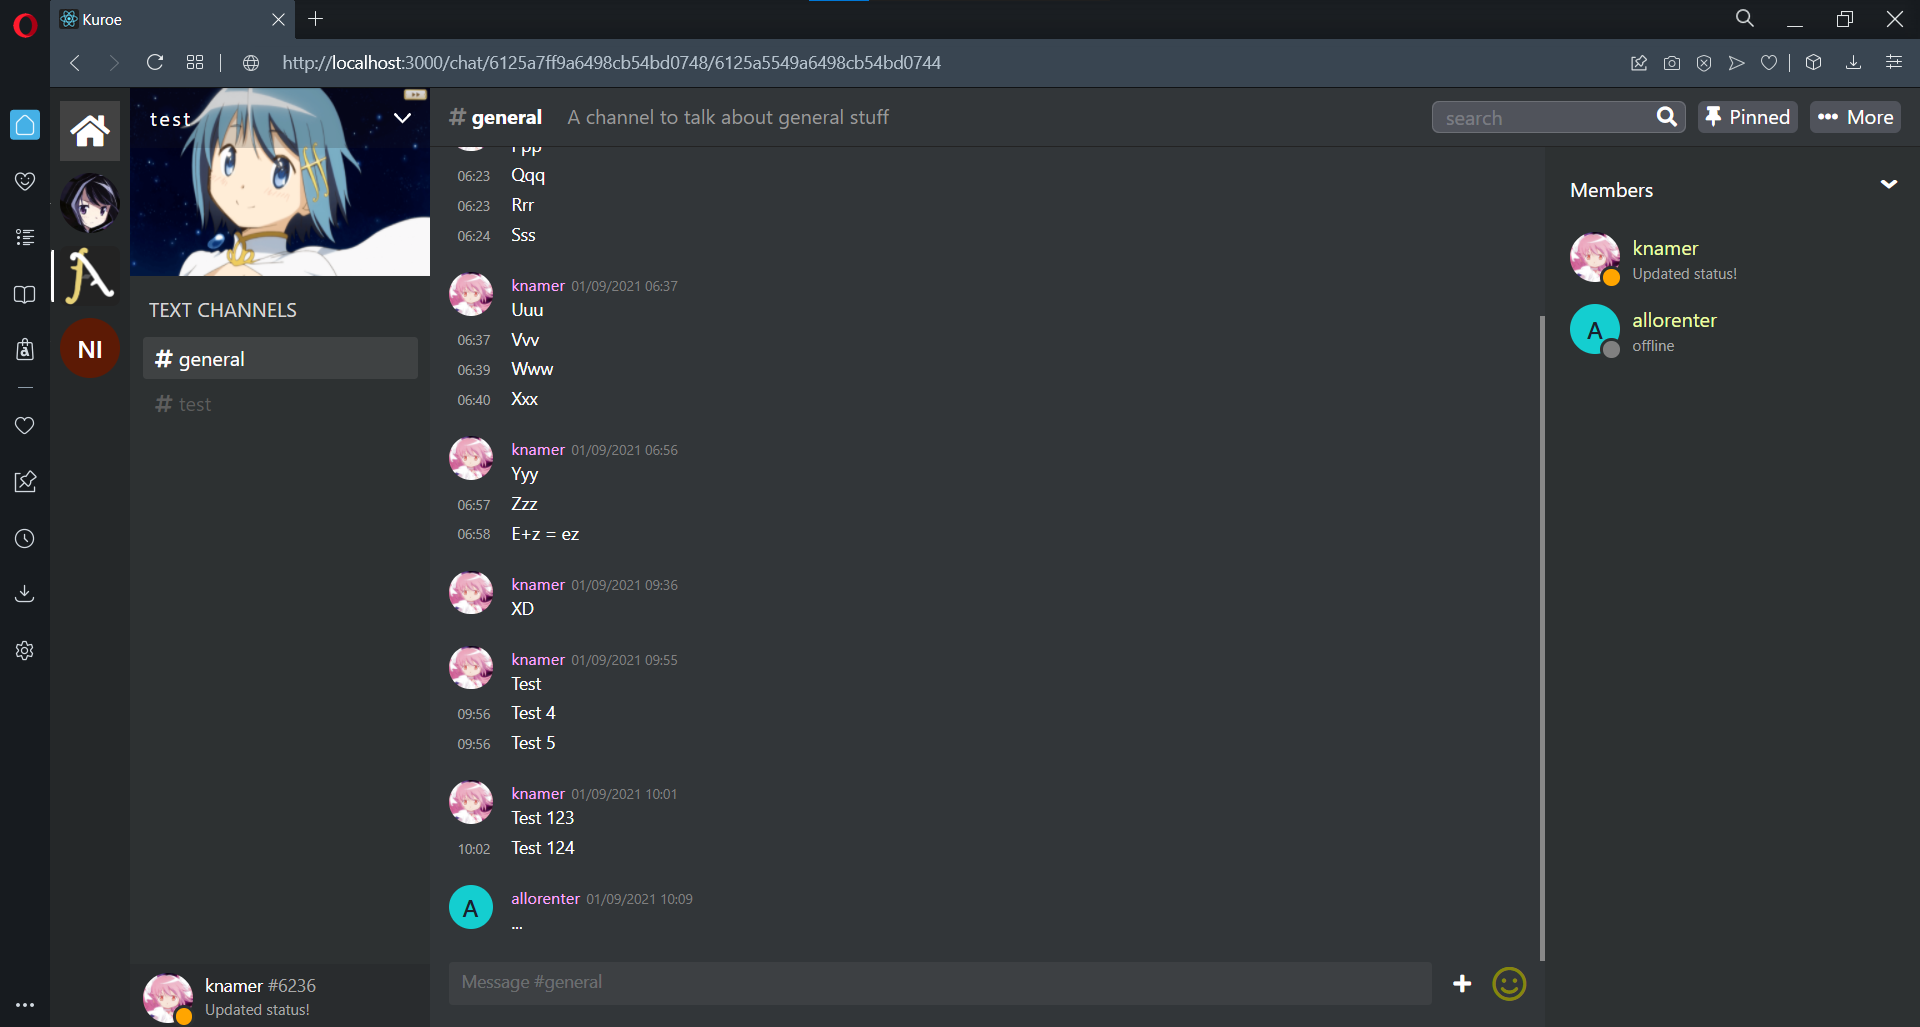 Kuroe
http://localhost:3000/chat/6125a7ff9a6498cb54bd0748/6125a5549a6498cb54bd0744
test
# general A channel to talk about general stuff
search
Pinned
••• More
NI
TEXT CHANNELS
# general
# test
06:23 Qqq
06:23 Rrr
06:24 Sss
knamer 01/09/2021 06:37
Uuu
06:37 Vvv
06:39 Www
06:40 Xxx
knamer 01/09/2021 06:56
Yyy
06:57 Zzz
06:58 E+z = ez
knamer 01/09/2021 09:36
XD
knamer 01/09/2021 09:55
Test
09:56 Test 4
09:56 Test 5
knamer 01/09/2021 10:01
Test 123
10:02 Test 124
A
allorenter 01/09/2021 10:09
...
Message #general
Members
knamer
Updated status!
A
allorenter
offline
knamer #6236
Updated status!